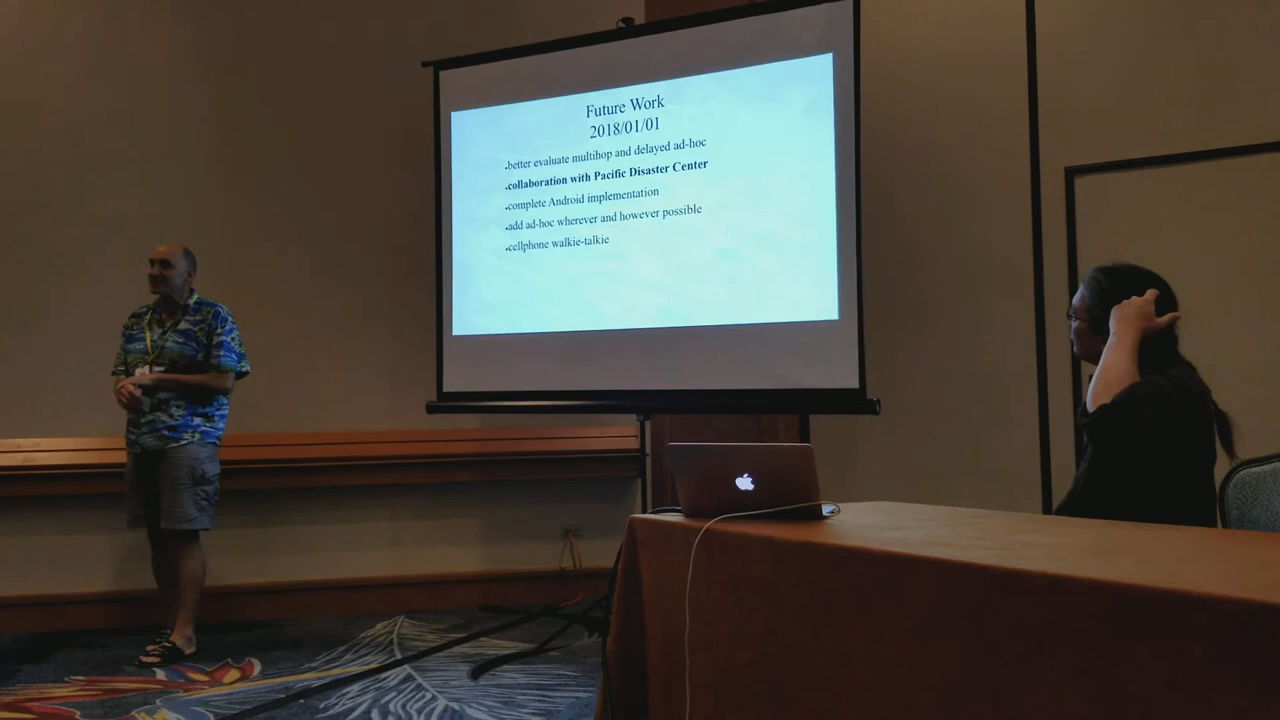 Future Work
2018/01/01
.better evaluate multihop and delayed ad-hoc
.collaboration with Pacific Disaster Center
.complete Android implementation
.add ad-hoc wherever and however possible
.cellphone walkie-talkie